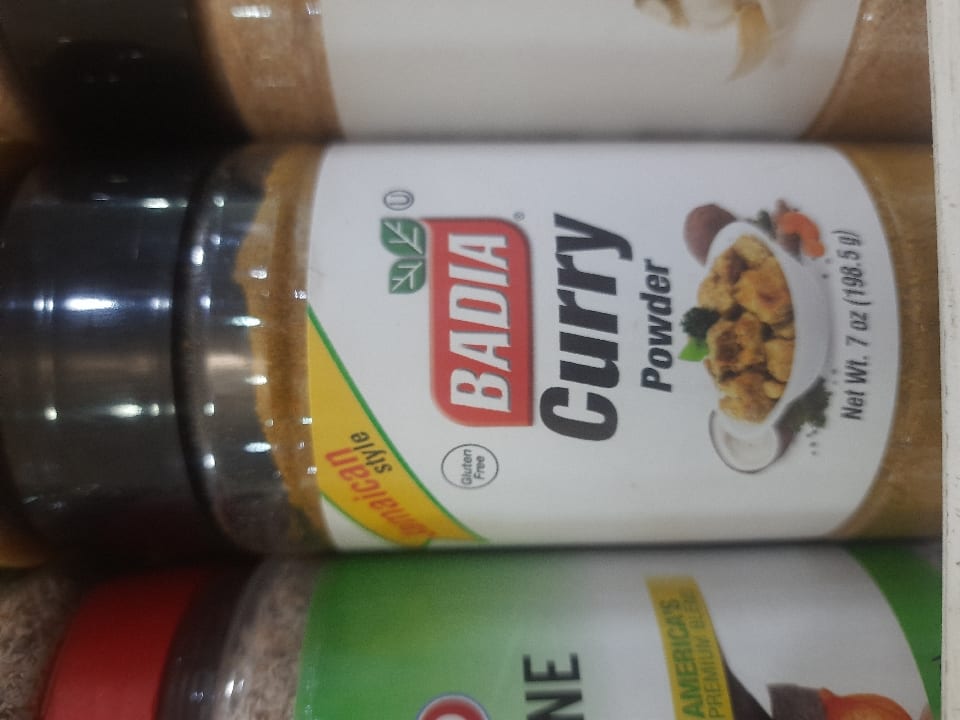 Jamaican
style
Gluten
Free
U
BADIA®
Curry
Powder
Net Wt. 7 oz (198.5 g)
NE
AMERICA'S
PREMIUM BLEND